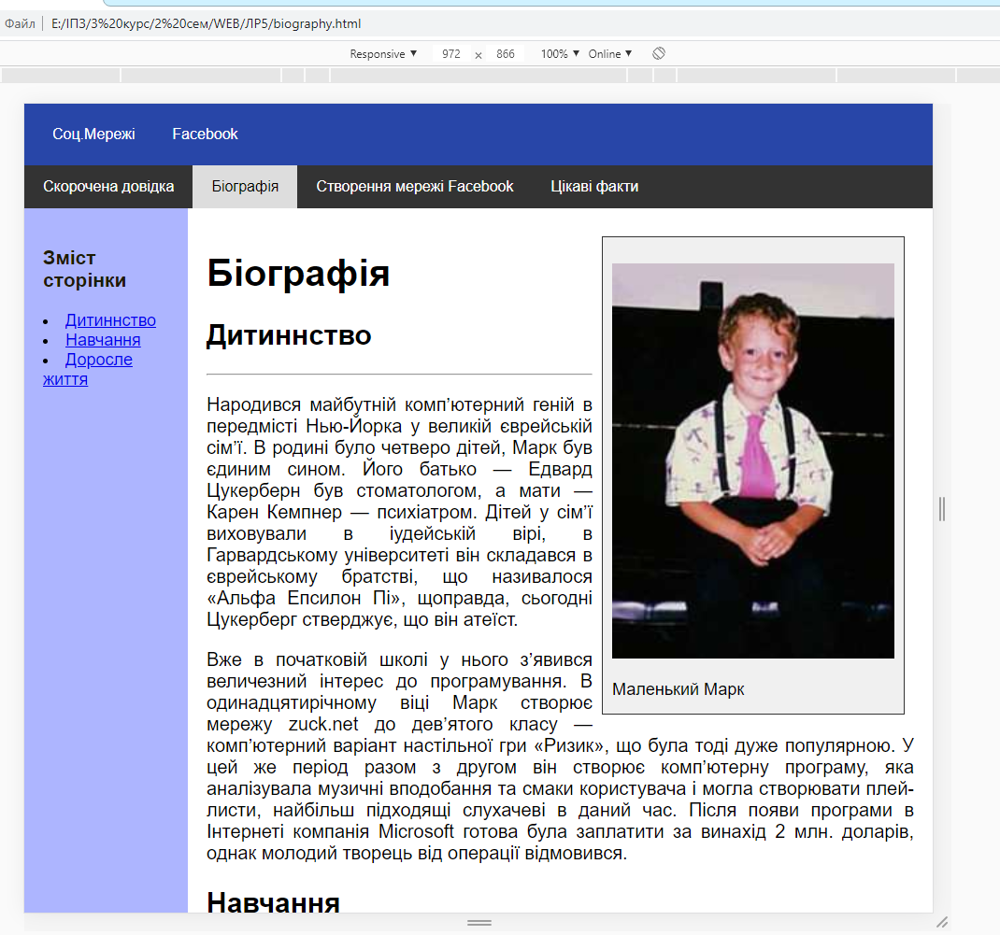 Файл E:/ІПЗ/3%20курс/2%20сем/WEB/ЛР5/biography.html
Responsive ▼ 972 × 866 100% ▼ Online ▼
Соц.Мережі Facebook
Скорочена довідка Біографія Створення мережі Facebook Цікаві факти
Зміст
сторінки
• Дитиннство
• Навчання
• Доросле
життя
Біографія
Дитиннство
Народився майбутній комп’ютерний геній в
передмісті Нью-Йорка у великій єврейській
сім’ї. В родині було четверо дітей, Марк був
єдиним сином. Його батько — Едвард
Цукерберн був стоматологом, а мати —
Карен Кемпнер — психіатром. Дітей у сім’ї
виховували в іудейській вірі, в
Гарвардському університеті він складався в
єврейському братстві, що називалося
«Альфа Епсилон Пі», щоправда, сьогодні
Цукерберг стверджує, що він атеїст.
Вже в початковій школі у нього з’явився
величезний інтерес до програмування. В
одинадцятирічному віці Марк створює
мережу zuck.net до дев’ятого класу —
комп’ютерний варіант настільної гри «Ризик», що була тоді дуже популярною. У
цей же період разом з другом він створює комп’ютерну програму, яка
аналізувала музичні вподобання та смаки користувача і могла створювати плей-
листи, найбільш підходящі слухачеві в даний час. Після появи програми в
Інтернеті компанія Microsoft готова була заплатити за винахід 2 млн. доларів,
однак молодий творець від операції відмовився.
Маленький Марк
Навчання